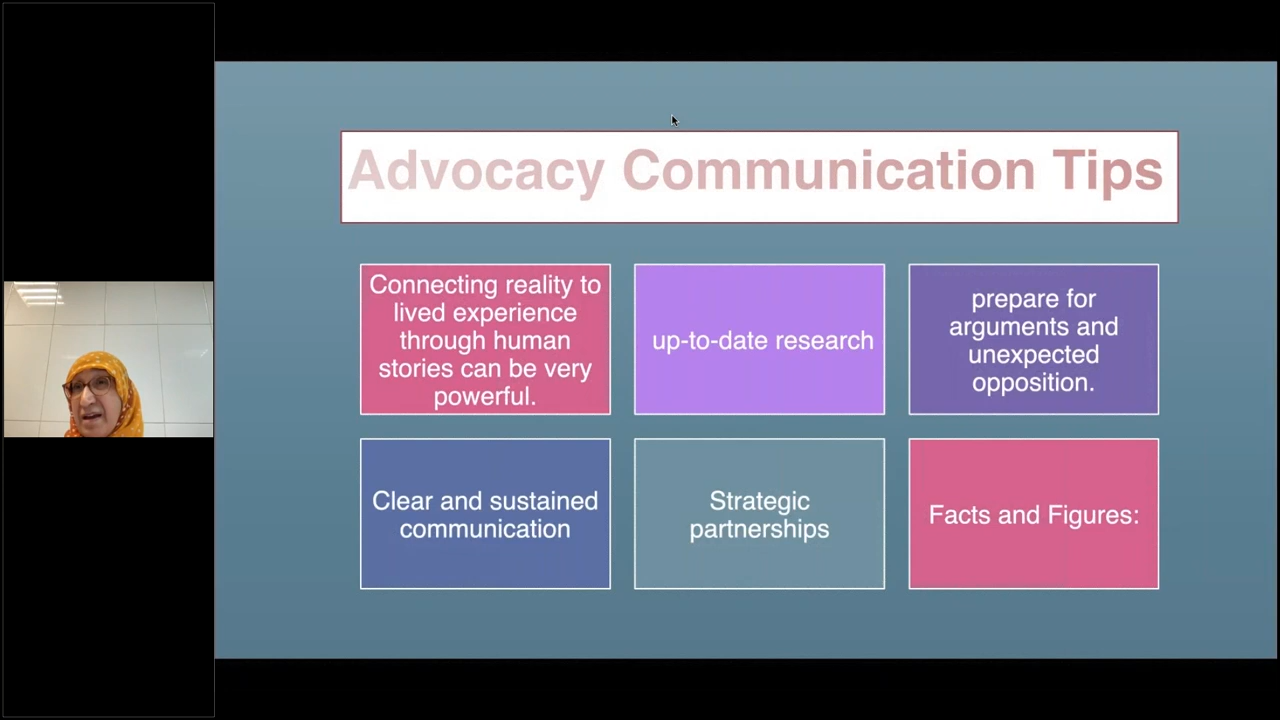 Advocacy Communication Tips
Connecting reality to
lived experience
through human
stories can be very
powerful.
up-to-date research
prepare for
arguments and
unexpected
opposition.
Clear and sustained
communication
Strategic
partnerships
Facts and Figures: